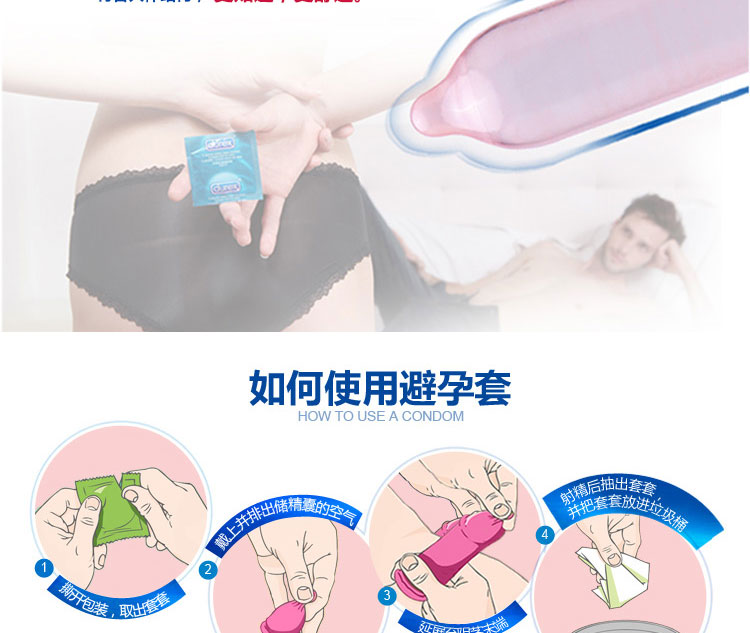 durex
durex
如何使用避孕套
HOW TO USE A CONDOM
1
撕开包装，取出套套
2
戴上并排出储精囊的空气
3
4
射精后抽出套套，
并把套套放进垃圾桶